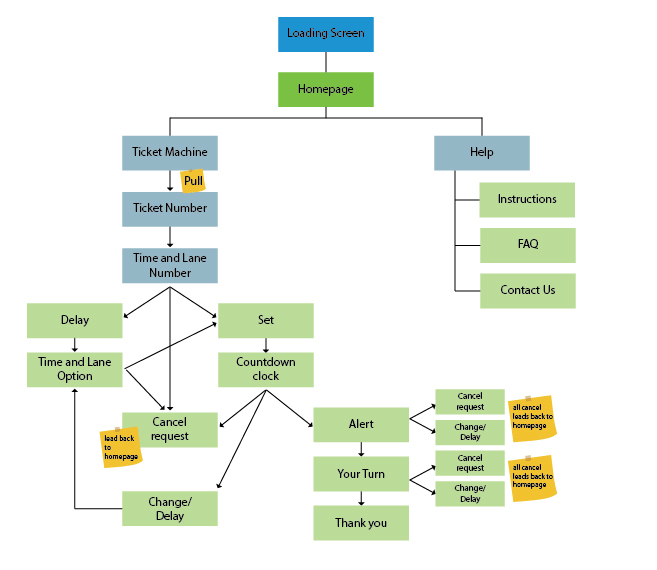 Loading Screen
Homepage
Ticket Machine
Help
Pull
Ticket Number
Instructions
FAQ
Time and Lane
Number
Contact Us
Delay
Set
Time and Lane
Option
Countdown
clock
Cancel
request
lead back
to
homepage
Alert
Cancel
request
Change/
Delay
all cancel
leads back to
homepage
Your Turn
Cancel
request
Change/
Delay
all cancel
leads back to
homepage
Change/
Delay
Thank you